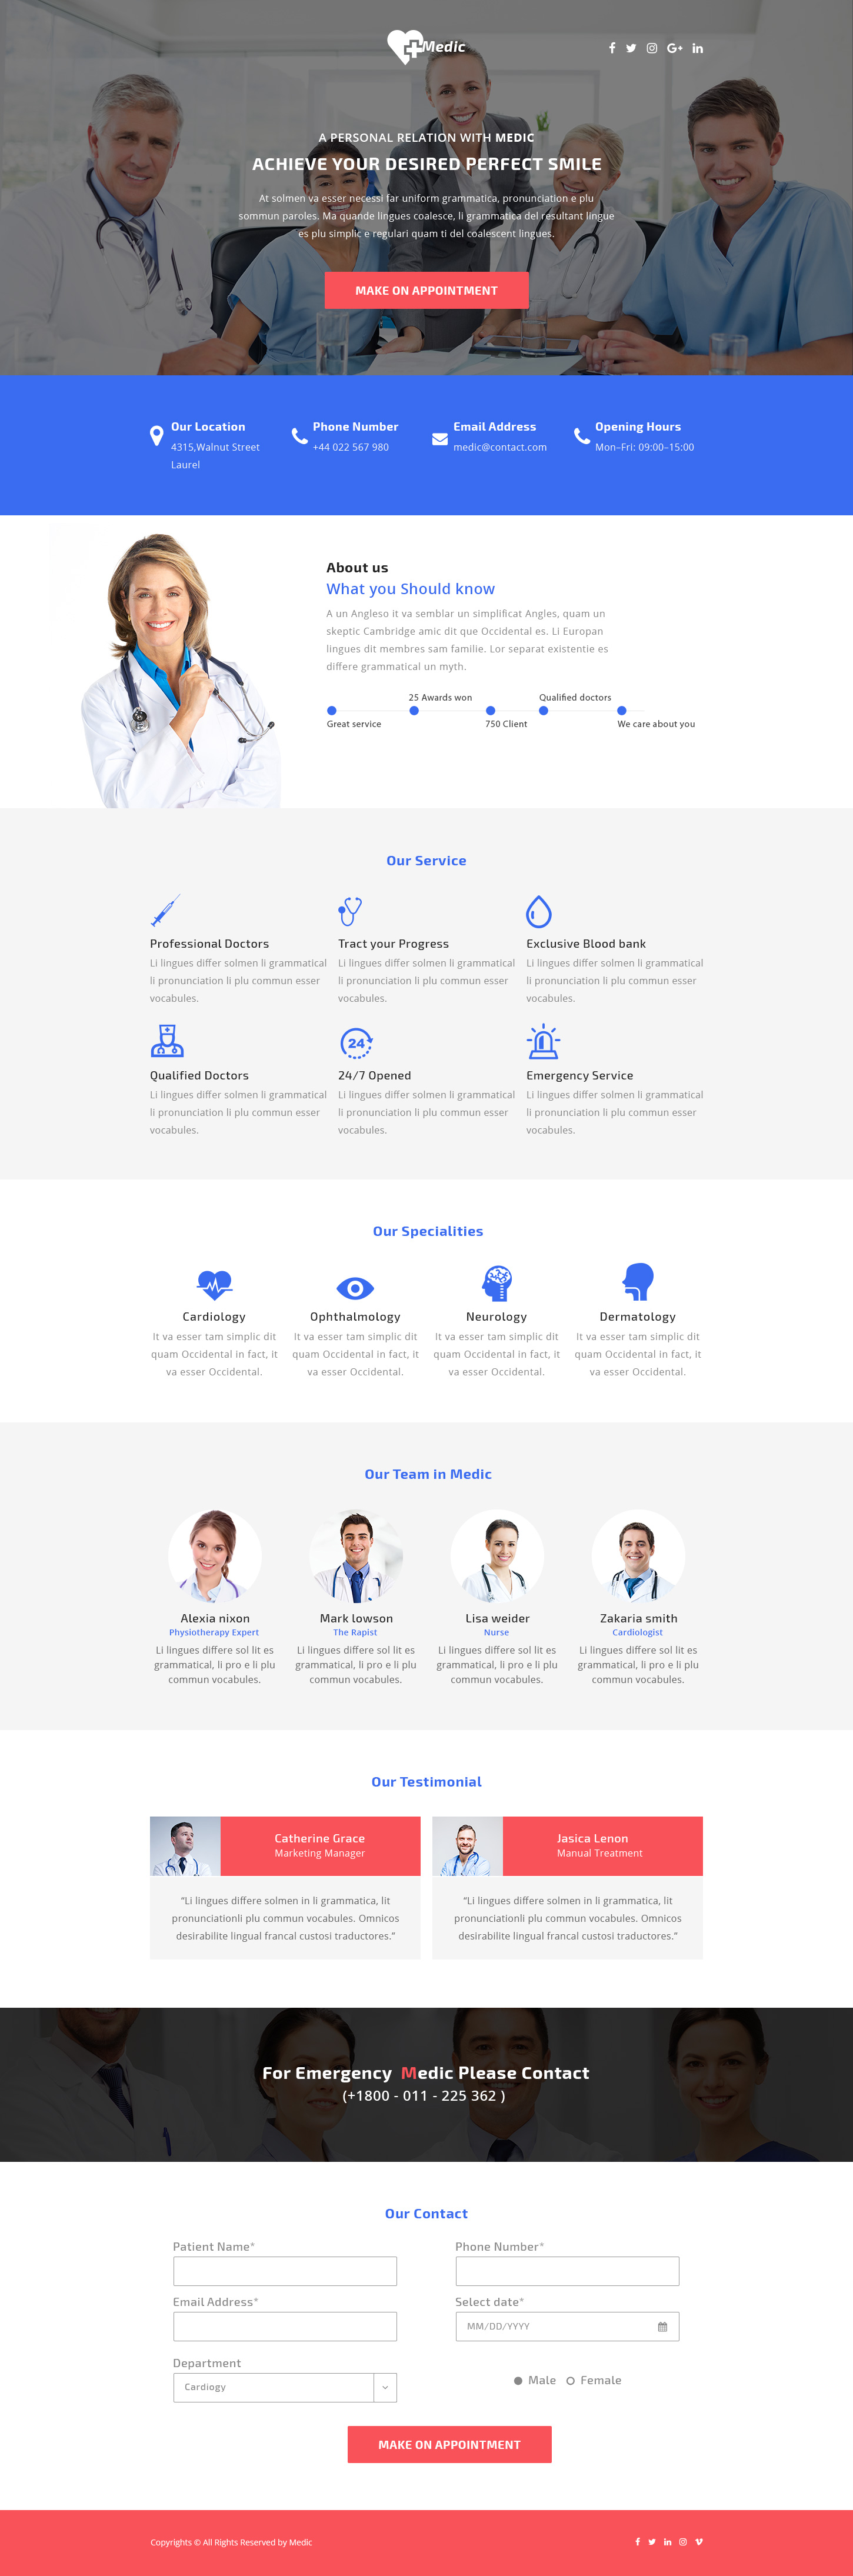 Medic
A PERSONAL RELATION WITH MEDIC
ACHIEVE YOUR DESIRED PERFECT SMILE
At solmen va esser necessi far uniform grammatica, pronunciation e plu
sommun paroles. Ma quande lingues coalesce, li grammatica del resultant lingue
es plu simplic e regulari quam ti del coalescent lingues.
MAKE ON APPOINTMENT
Our Location
4315,Walnut Street
Laurel
Phone Number
+44 022 567 980
Email Address
medic@contact.com
Opening Hours
Mon–Fri: 09:00–15:00
About us
What you Should know
A un Angleso it va semblar un simplificat Angles, quam un
skeptic Cambridge amic dit que Occidental es. Li Europan
lingues dit membres sam familie. Lor separat existentie es
differe grammatical un myth.
25 Awards won
Qualified doctors
Great service
750 Client
We care about you
Our Service
Professional Doctors
Li lingues differ solmen li grammatical
li pronunciation li plu commun esser
vocabules.
Tract your Progress
Li lingues differ solmen li grammatical
li pronunciation li plu commun esser
vocabules.
Exclusive Blood bank
Li lingues differ solmen li grammatical
li pronunciation li plu commun esser
vocabules.
Qualified Doctors
Li lingues differ solmen li grammatical
li pronunciation li plu commun esser
vocabules.
24
24/7 Opened
Li lingues differ solmen li grammatical
li pronunciation li plu commun esser
vocabules.
Emergency Service
Li lingues differ solmen li grammatical
li pronunciation li plu commun esser
vocabules.
Our Specialities
Cardiology
It va esser tam simplic dit
quam Occidental in fact, it
va esser Occidental.
Ophthalmology
It va esser tam simplic dit
quam Occidental in fact, it
va esser Occidental.
Neurology
It va esser tam simplic dit
quam Occidental in fact, it
va esser Occidental.
Dermatology
It va esser tam simplic dit
quam Occidental in fact, it
va esser Occidental.
Our Team in Medic
Alexia nixon
Physiotherapy Expert
Li lingues differe sol lit es
grammatical, li pro e li plu
commun vocabules.
Mark lowson
The Rapist
Li lingues differe sol lit es
grammatical, li pro e li plu
commun vocabules.
Lisa weider
Nurse
Li lingues differe sol lit es
grammatical, li pro e li plu
commun vocabules.
Zakaria smith
Cardiologist
Li lingues differe sol lit es
grammatical, li pro e li plu
commun vocabules.
Our Testimonial
Catherine Grace
Marketing Manager
“Li lingues differe solmen in li grammatica, lit
pronunciationli plu commun vocabules. Omnicos
desirabilite lingual francal custosi traductores.”
Jasica Lenon
Manual Treatment
“Li lingues differe solmen in li grammatica, lit
pronunciationli plu commun vocabules. Omnicos
desirabilite lingual francal custosi traductores.”
For Emergency Medic Please Contact
(+1800 - 011 - 225 362 )
Our Contact
Patient Name*
Phone Number*
Email Address*
Select date*
MM/DD/YYYY
Department
Cardiogy
Male
Female
MAKE ON APPOINTMENT
Copyrights © All Rights Reserved by Medic